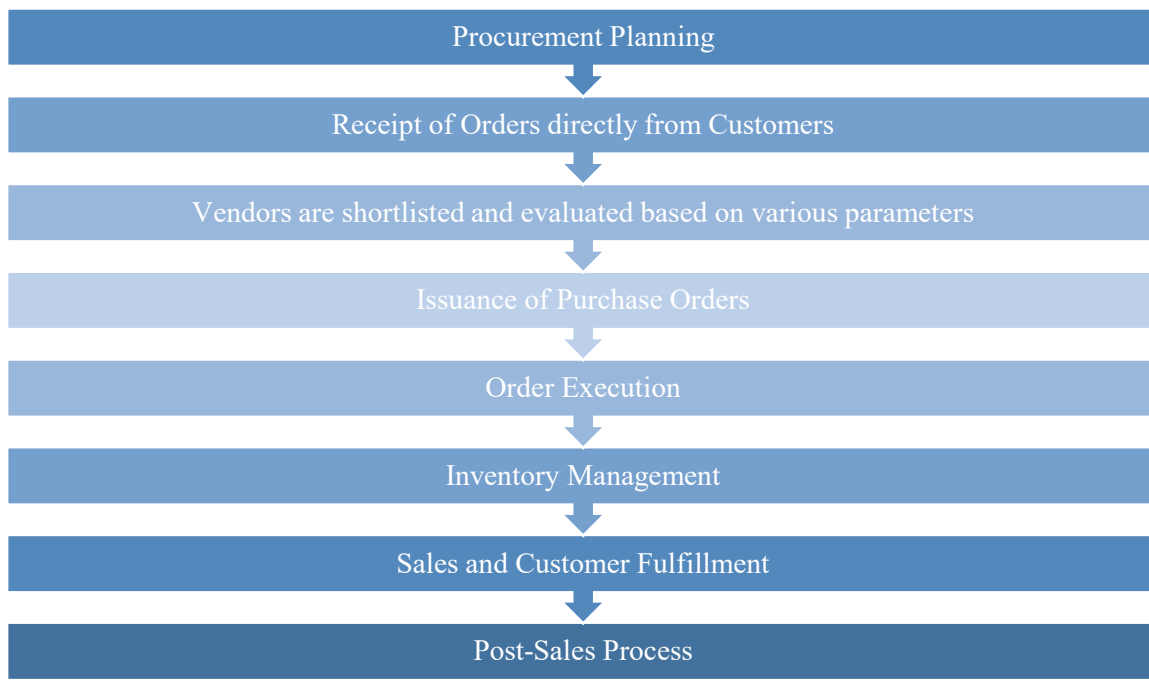 Procurement Planning
Receipt of Orders directly from Customers
Vendors are shortlisted and evaluated based on various parameters
Issuance of Purchase Orders
Order Execution
Inventory Management
Sales and Customer Fulfillment
Post-Sales Process